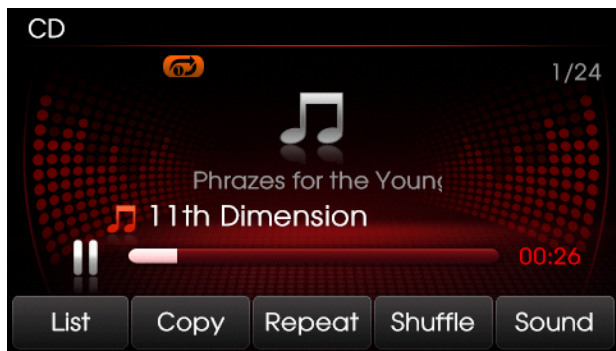 CD
1/24
Phrazes for the Young
11th Dimension
00:26
List Copy Repeat Shuffle Sound